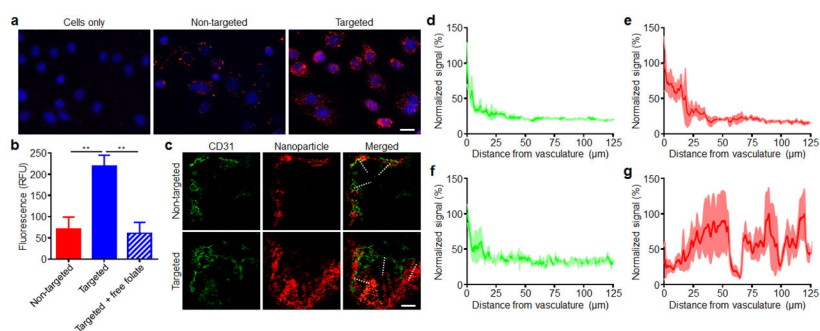 a
Cells only
Non-targeted
Targeted
b
**
**
Fluorescence (RFU)
250
200
150
100
50
0
Non-targeted
Targeted
Targeted + free folate
c
CD31
Nanoparticle
Merged
Non-targeted
Targeted
d
Normalized signal (%)
150
100
50
0
0
25
50
75
100
125
Distance from vasculature (μm)
e
Normalized signal (%)
150
100
50
0
0
25
50
75
100
125
Distance from vasculature (μm)
f
Normalized signal (%)
150
100
50
0
0
25
50
75
100
125
Distance from vasculature (μm)
g
Normalized signal (%)
150
100
50
0
0
25
50
75
100
125
Distance from vasculature (μm)